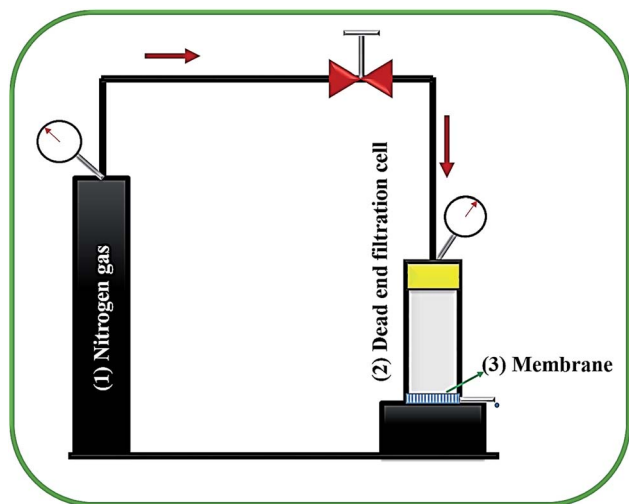 (1) Nitrogen gas
(2) Dead end filtration cell
(3) Membrane